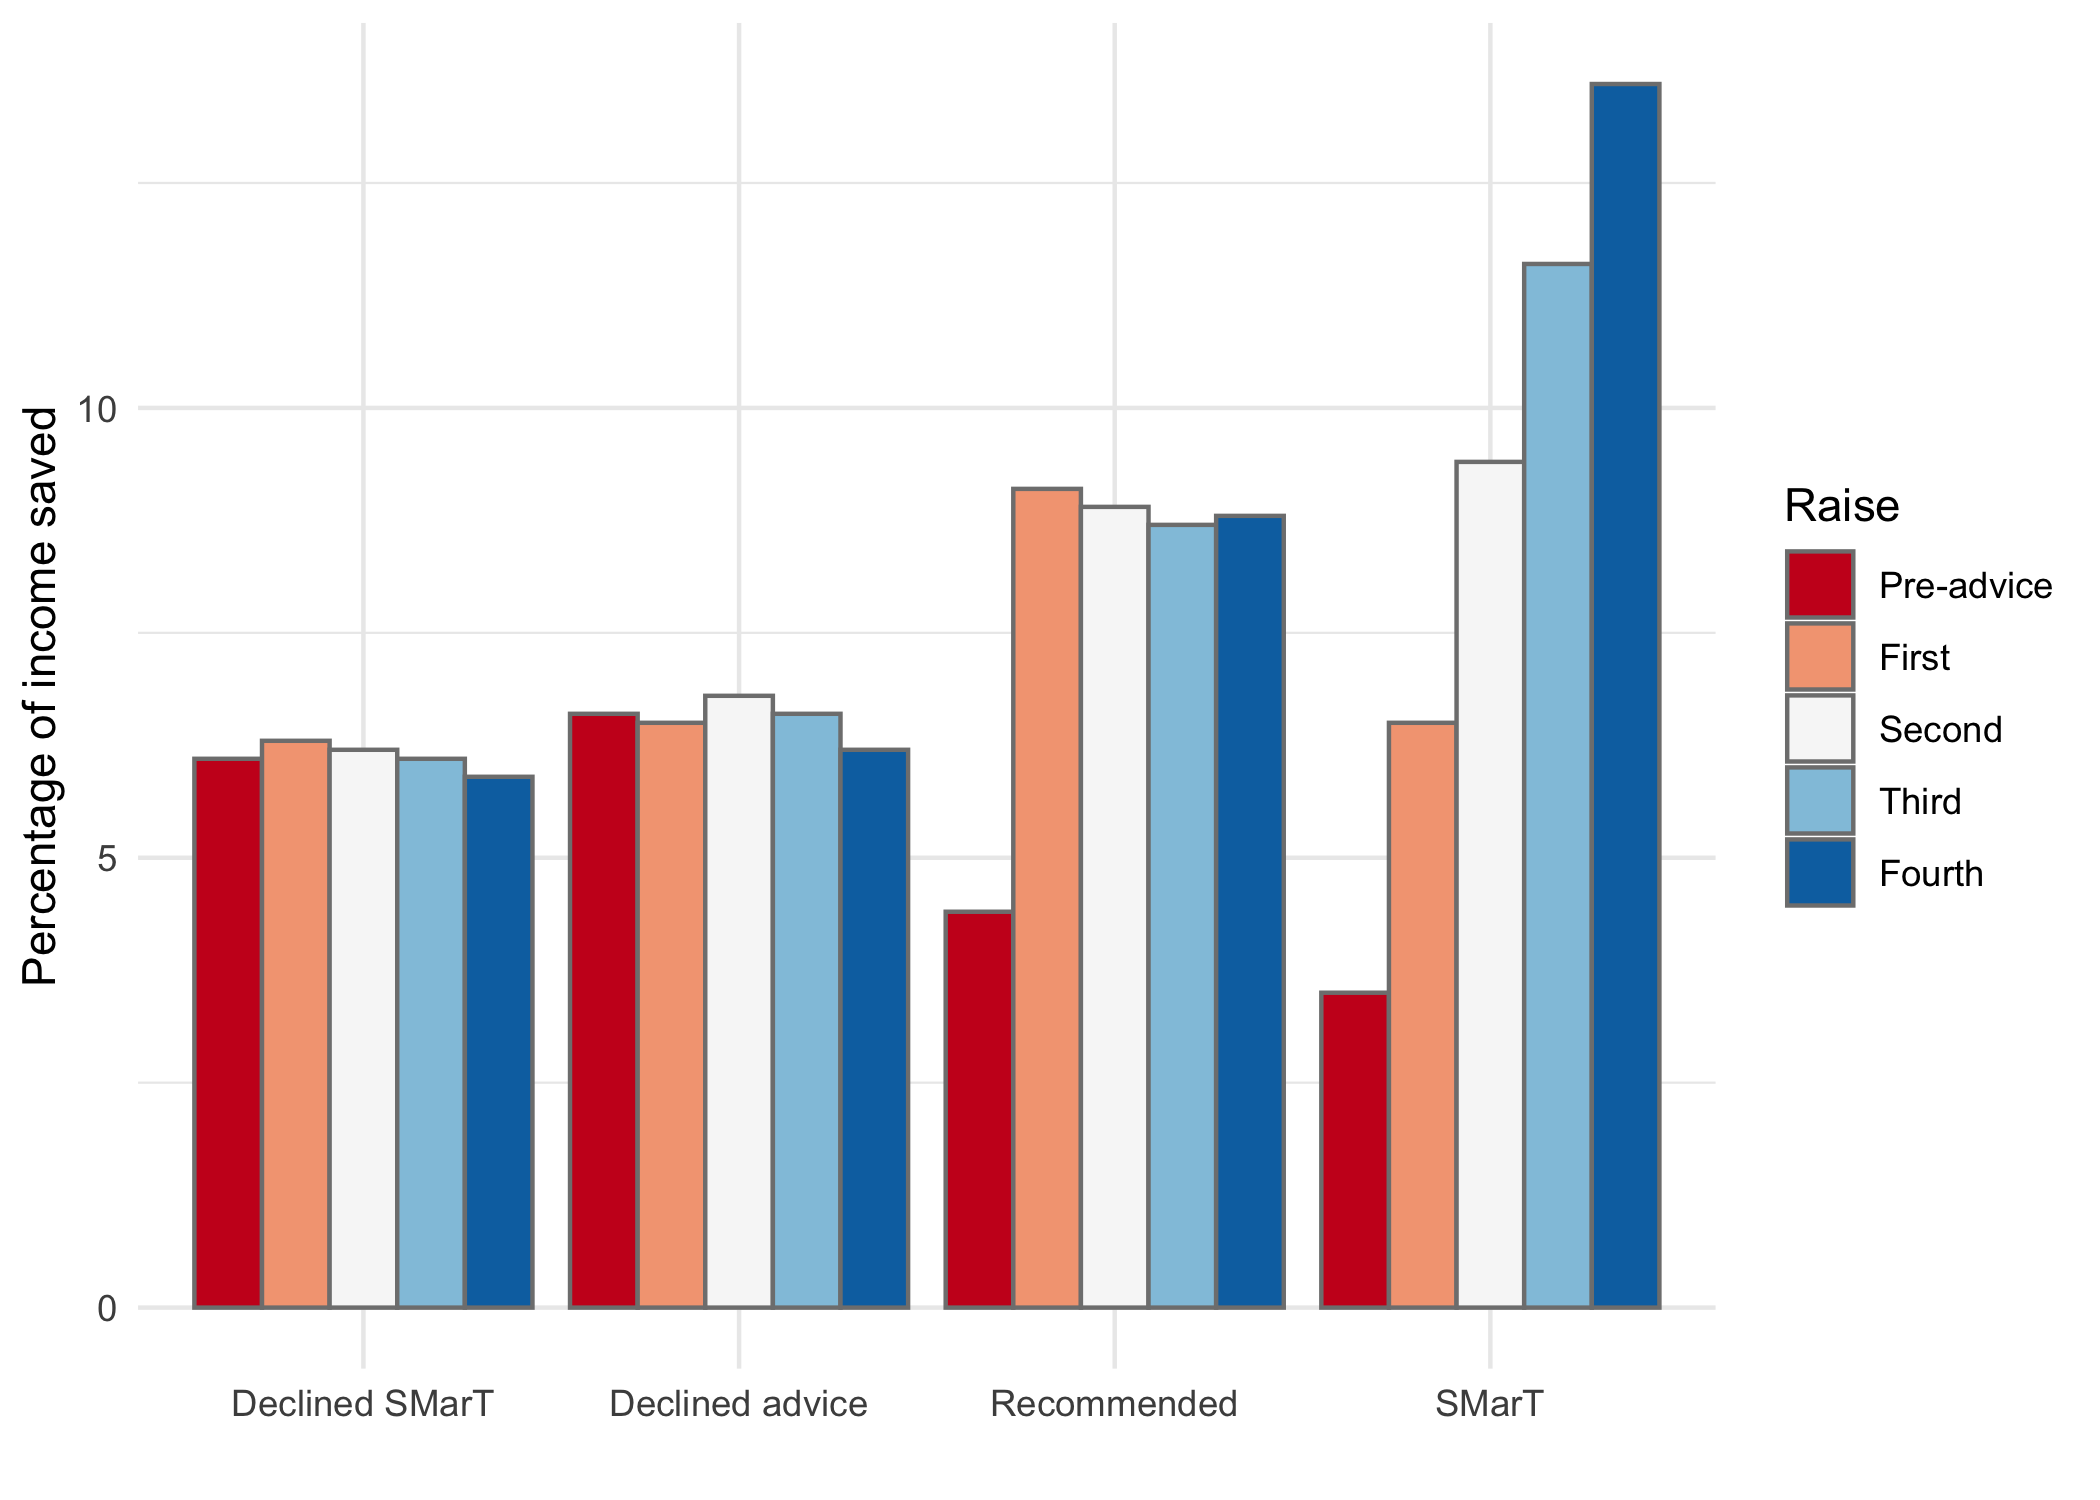 Percentage of income saved
10
5
0
Declined SMarT
Declined advice
Recommended
SMarT
Raise
Pre-advice
First
Second
Third
Fourth